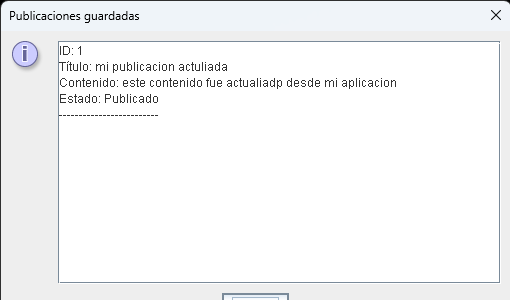 Publicaciones guardadas
ID: 1
Título: mi publicacion actuliada
Contenido: este contenido fue actualiadp desde mi aplicacion
Estado: Publicado
-------------------------